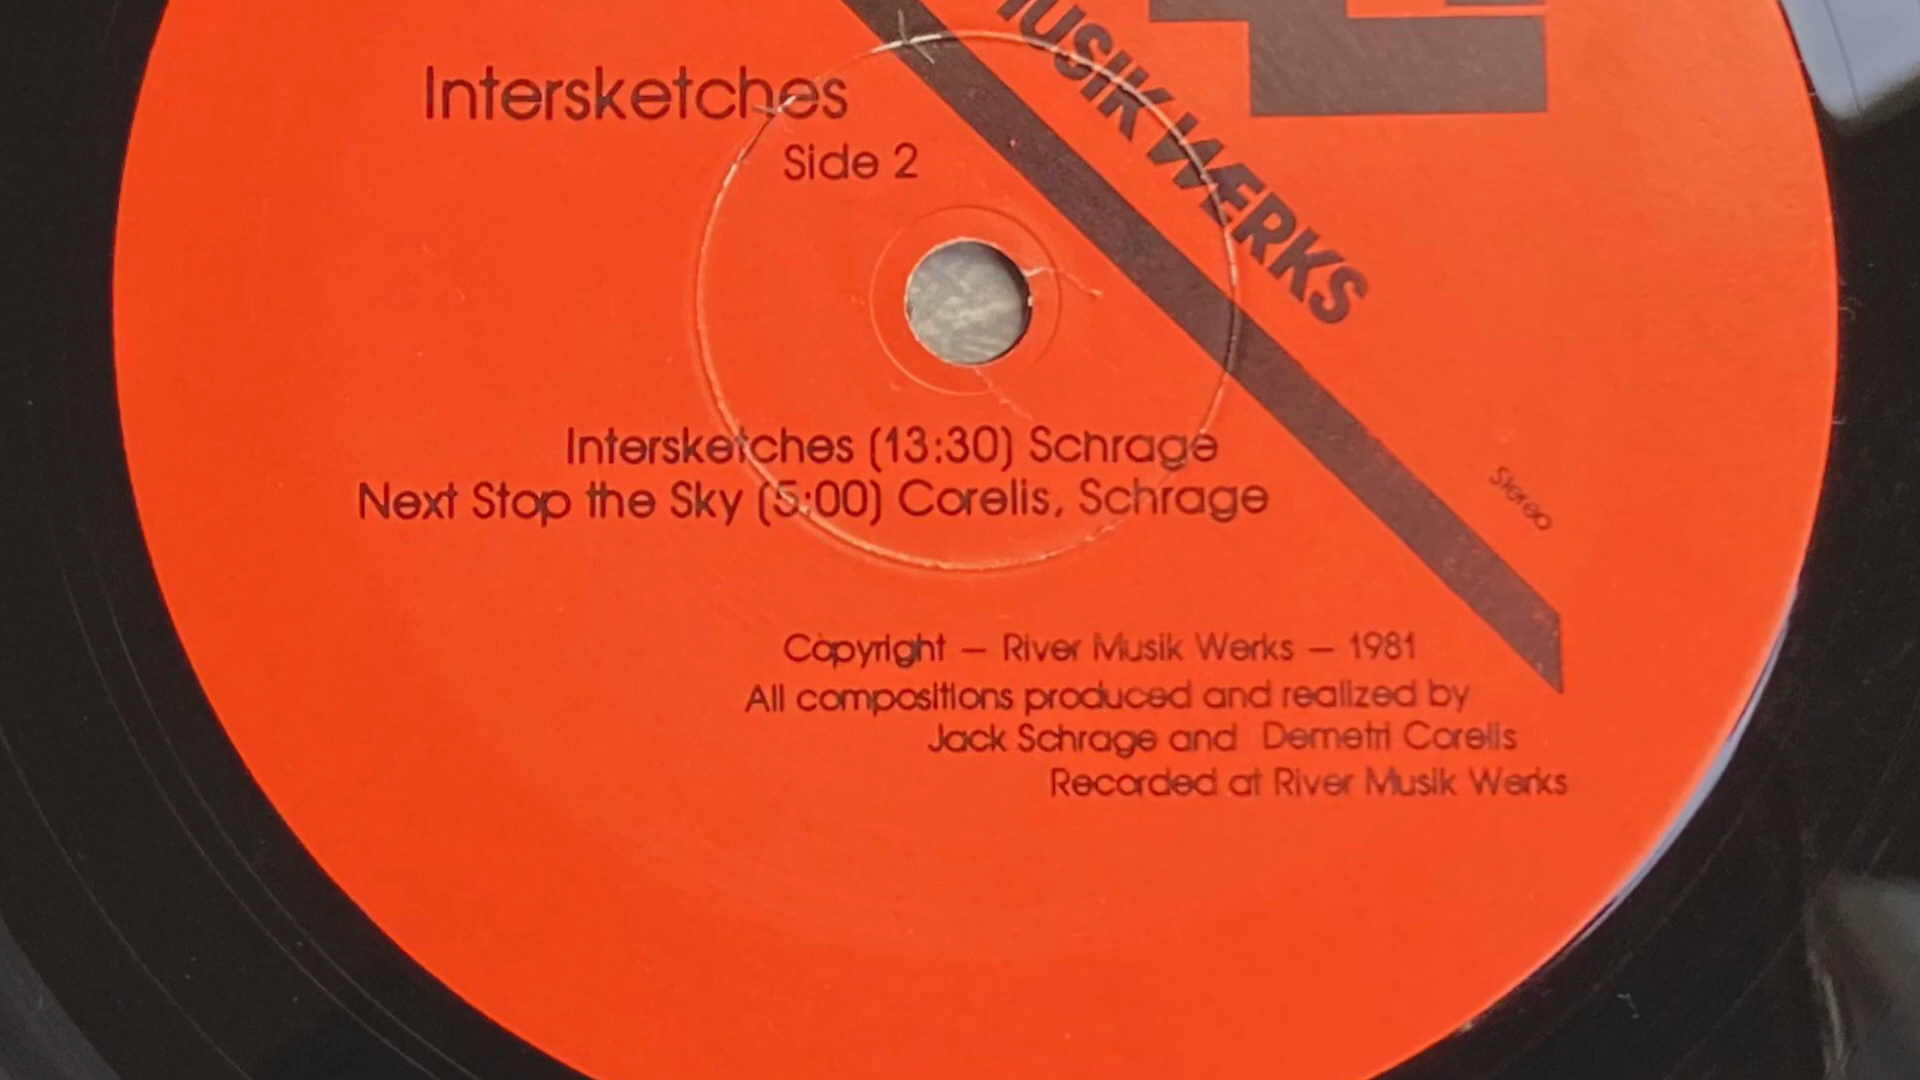 MUSIK WERKS
Intersketches
Side 2
Intersketches (13:30) Schrage
Next Stop the Sky (5:00) Corelis, Schrage
Stereo
Copyright — River Musik Werks — 1981
All compositions produced and realized by
Jack Schrage and Demetri Corelis
Recorded at River Musik Werks